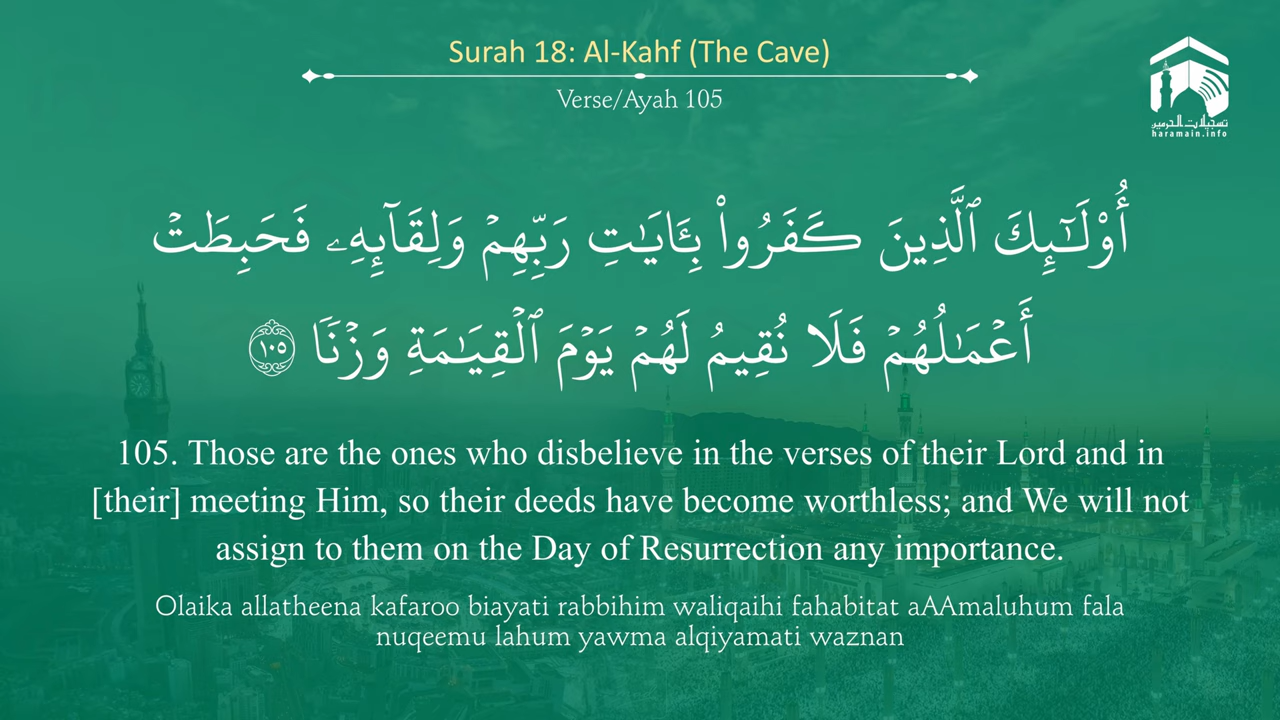 Surah 18: Al-Kahf (The Cave)
Verse/Ayah 105
تسجيلات الحرمين
haramain.info
أُوْلَـٰٓئِكَ ٱلَّذِينَ كَفَرُواْ بِـَٔايَـٰتِ رَبِّهِمۡ وَلِقَآئِهِۦ فَحَبِطَتۡ
أَعۡمَـٰلُهُمۡ فَلَا نُقِيمُ لَهُمۡ يَوۡمَ ٱلۡقِيَـٰمَةِ وَزۡنًا ١٠٥
105. Those are the ones who disbelieve in the verses of their Lord and in
[their] meeting Him, so their deeds have become worthless; and We will not
assign to them on the Day of Resurrection any importance.
Olaika allatheena kafaroo biayati rabbihim waliqaihi fahabitat aAAmaluhum fala
nuqeemu lahum yawma alqiyamati waznan